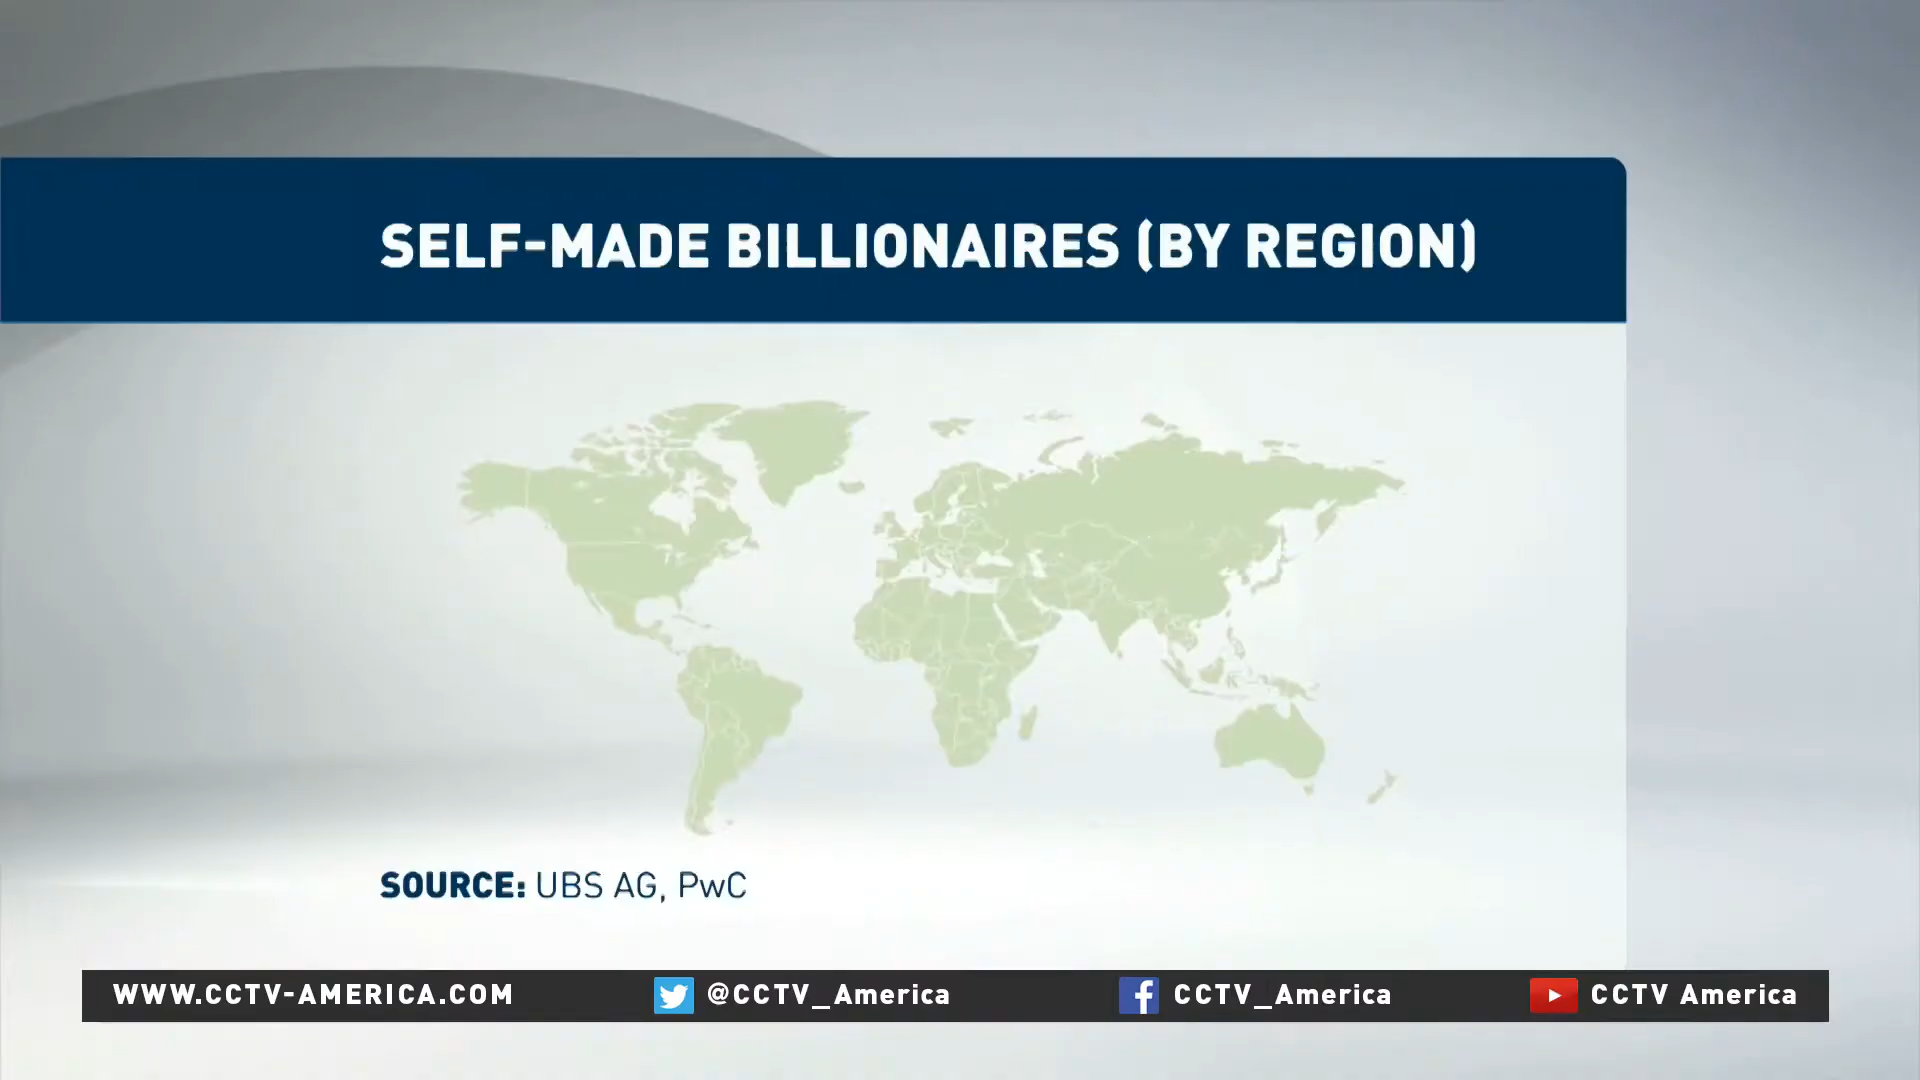 SELF-MADE BILLIONAIRES (BY REGION)
SOURCE: UBS AG, PwC
WWW.CCTV-AMERICA.COM
@CCTV_America
CCTV_America
CCTV America